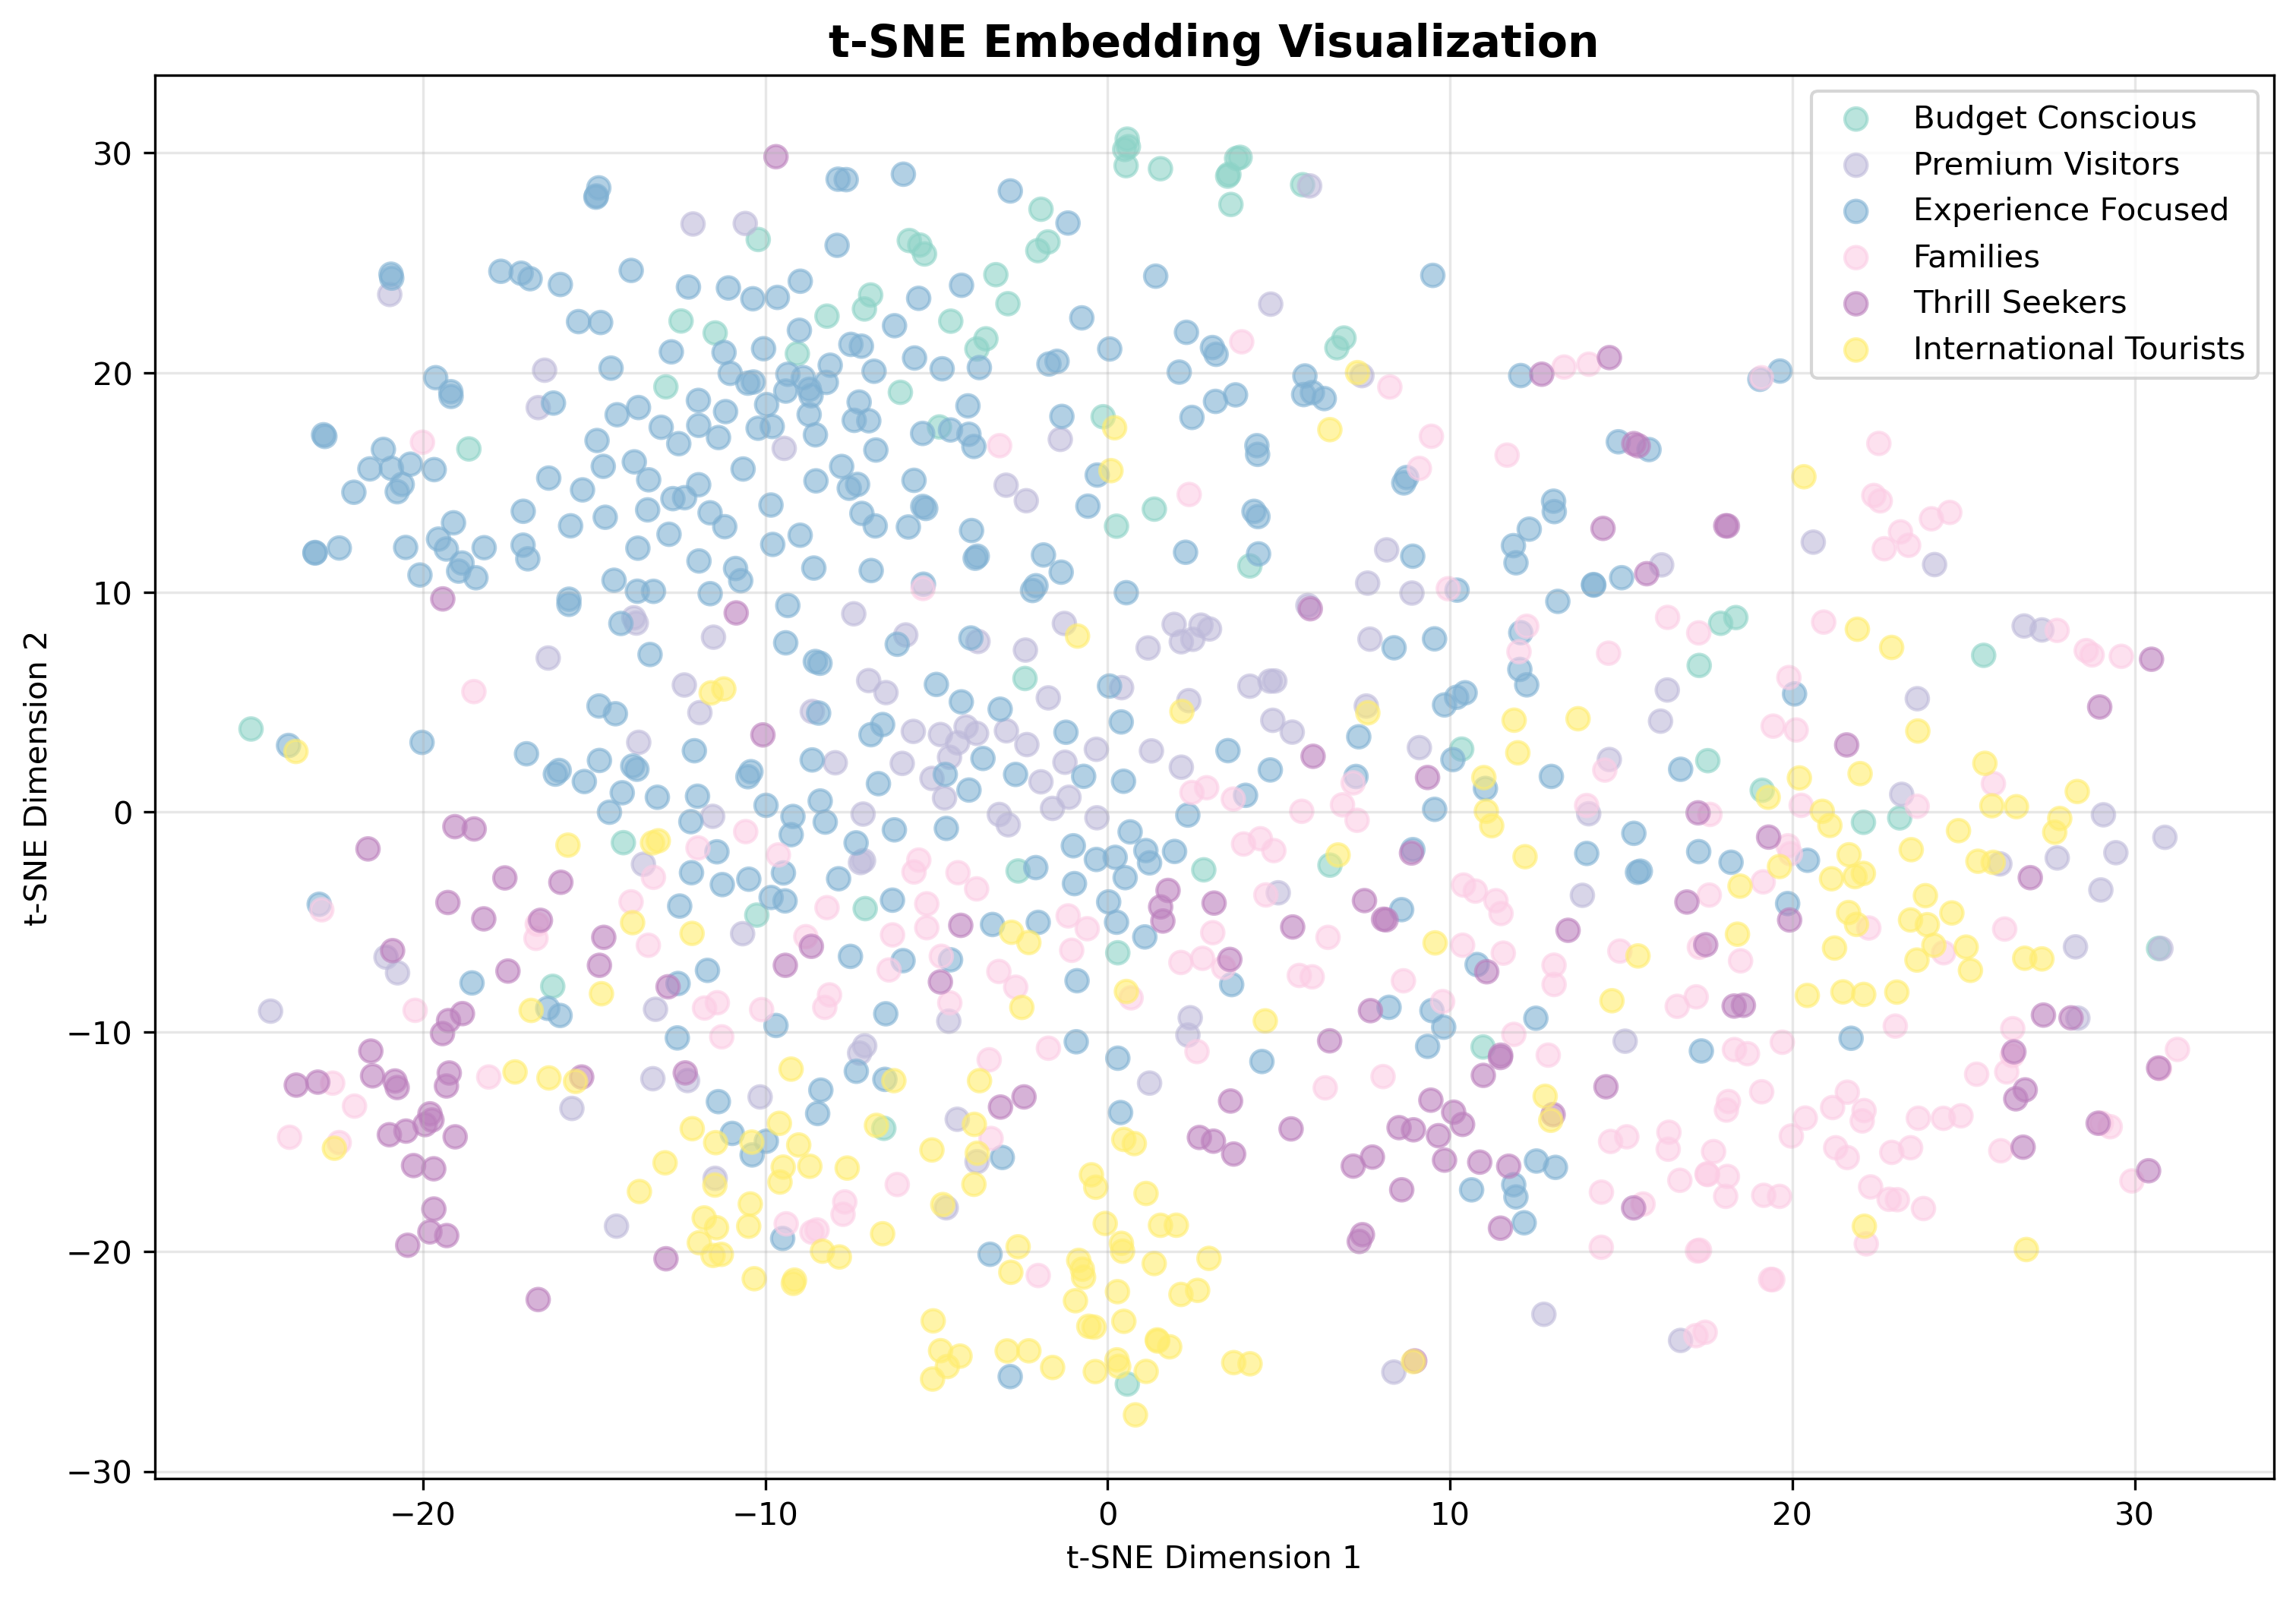 t-SNE Embedding Visualization
Budget Conscious
Premium Visitors
Experience Focused
Families
Thrill Seekers
International Tourists
30
20
10
0
−10
−20
−30
t-SNE Dimension 2
−20
−10
0
10
20
30
t-SNE Dimension 1